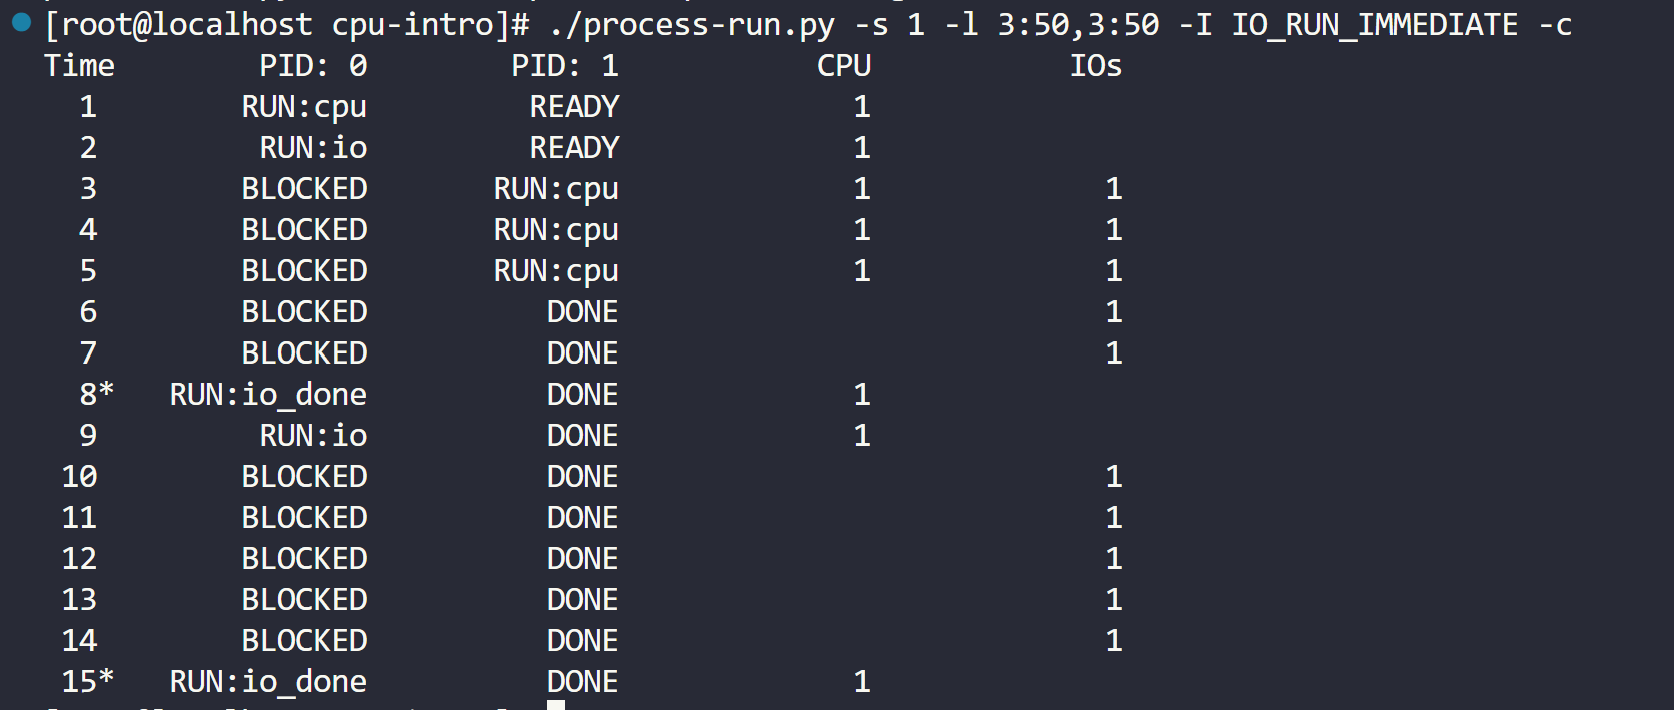 [root@localhost cpu-intro]# ./process-run.py -s 1 -l 3:50,3:50 -I IO_RUN_IMMEDIATE -c
Time        PID: 0        PID: 1           CPU           IOs
  1        RUN:cpu         READY             1
  2         RUN:io         READY             1
  3        BLOCKED       RUN:cpu             1             1
  4        BLOCKED       RUN:cpu             1             1
  5        BLOCKED       RUN:cpu             1             1
  6        BLOCKED          DONE                           1
  7        BLOCKED          DONE                           1
  8*   RUN:io_done          DONE             1
  9         RUN:io          DONE             1
 10        BLOCKED          DONE                           1
 11        BLOCKED          DONE                           1
 12        BLOCKED          DONE                           1
 13        BLOCKED          DONE                           1
 14        BLOCKED          DONE                           1
 15*   RUN:io_done          DONE             1